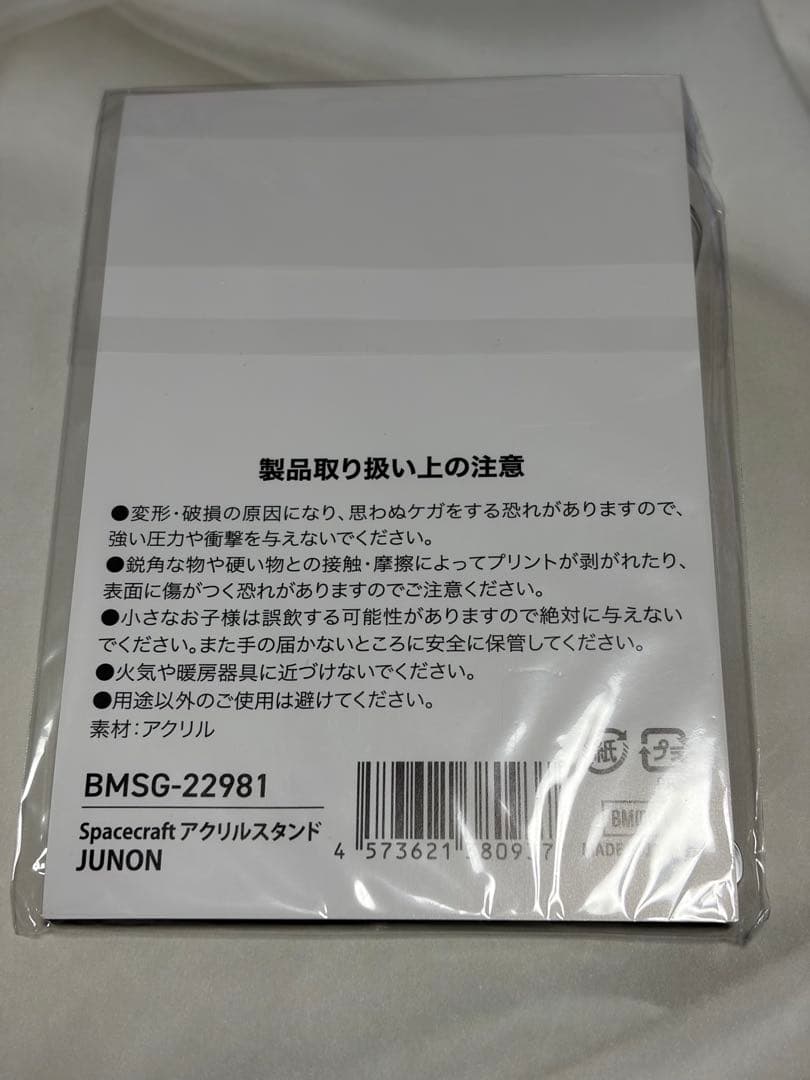 製品取り扱い上の注意
●変形・破損の原因になり、思わぬケガをする恐れがありますので、
強い圧力や衝撃を与えないでください。
●鋭角な物や硬い物との接触・摩擦によってプリントが剥がれたり、
表面に傷がつく恐れがありますのでご注意ください。
●小さなお子様は誤飲する可能性がありますので絶対に与えない
でください。また手の届かないところに安全に保管してください。
●火気や暖房器具に近づけないでください。
●用途以外のご使用は避けてください。
素材：アクリル
紙 プラ
BMSG-22981
Spacecraft アクリルスタンド
JUNON
4 573621
MADE